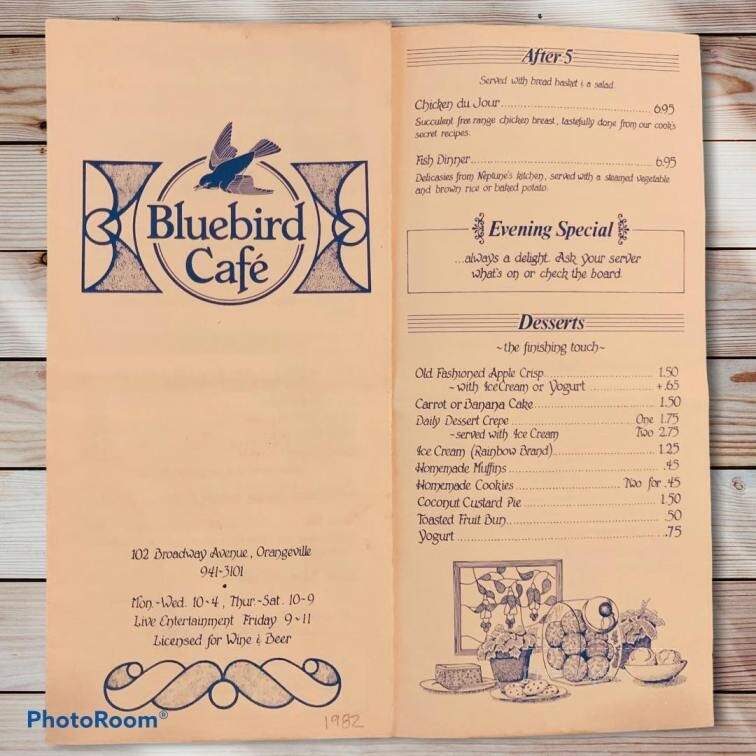 Bluebird
Café
102 Broadway Avenue, Orangeville
941-3101
•
Mon.-Wed. 10-4, Thur.-Sat. 10-9
Live Entertainment Friday 9-11
Licensed for Wine & Beer
1982
PhotoRoom®
After 5
Served with bread basket & a salad.
Chicken du Jour 6.95
Succulent free range chicken breast, tastefully done from our cook's
secret recipes.
Fish Dinner 6.95
Delicasies from Neptune's kitchen, served with a steamed vegetable
and brown rice or baked potato.
Evening Special
...always a delight. Ask your server
what's on or check the board.
Desserts
~the finishing touch~
Old Fashioned Apple Crisp 1.50
~with Ice Cream or Yogurt +.65
Carrot or Banana Cake 1.50
Daily Dessert Crepe One 1.75
~served with Ice Cream Two 2.75
Ice Cream (Rainbow Brand) 1.25
Homemade Muffins .45
Homemade Cookies Two for .45
Coconut Custard Pie 1.50
Toasted Fruit Bun .50
Yogurt .75